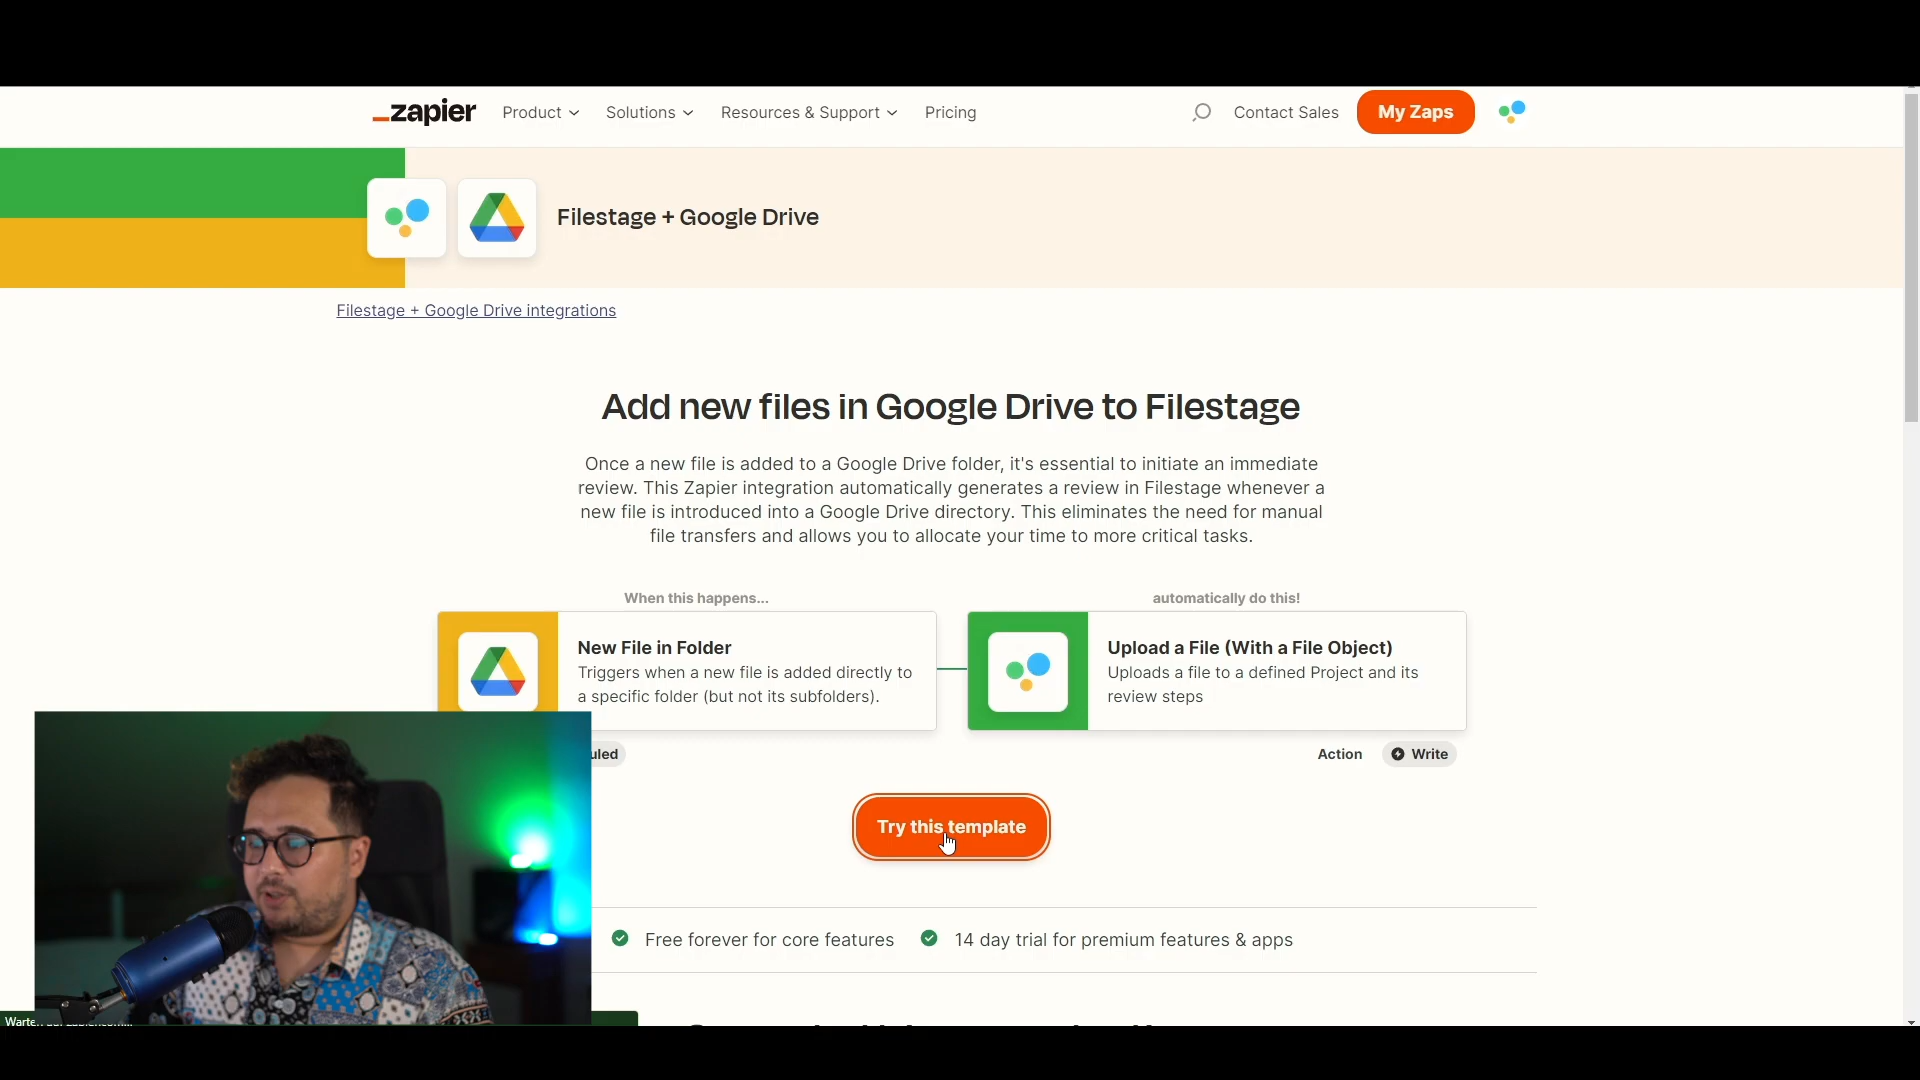 zapier Product Solutions Resources & Support Pricing Contact Sales My Zaps
Filestage + Google Drive
Filestage + Google Drive integrations
Add new files in Google Drive to Filestage
Once a new file is added to a Google Drive folder, it's essential to initiate an immediate
review. This Zapier integration automatically generates a review in Filestage whenever a
new file is introduced into a Google Drive directory. This eliminates the need for manual
file transfers and allows you to allocate your time to more critical tasks.
When this happens...
New File in Folder
Triggers when a new file is added directly to
a specific folder (but not its subfolders).
automatically do this!
Upload a File (With a File Object)
Uploads a file to a defined Project and its
review steps
Action Write
Try this template
Free forever for core features 14 day trial for premium features & apps